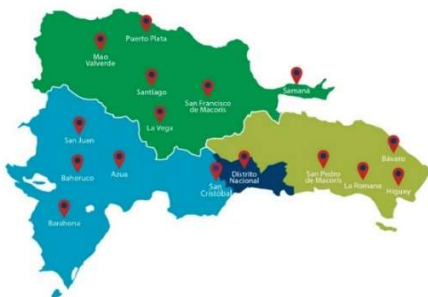 Puerto Plata
Mao
Valverde
Santiago
San Francisco
de Macorís
Samaná
La Vega
San Juan
Bahoruco
Azua
San
Cristóbal
Distrito
Nacional
San Pedro
de Macorís
La Romana
Bávaro
Higuey
Barahona